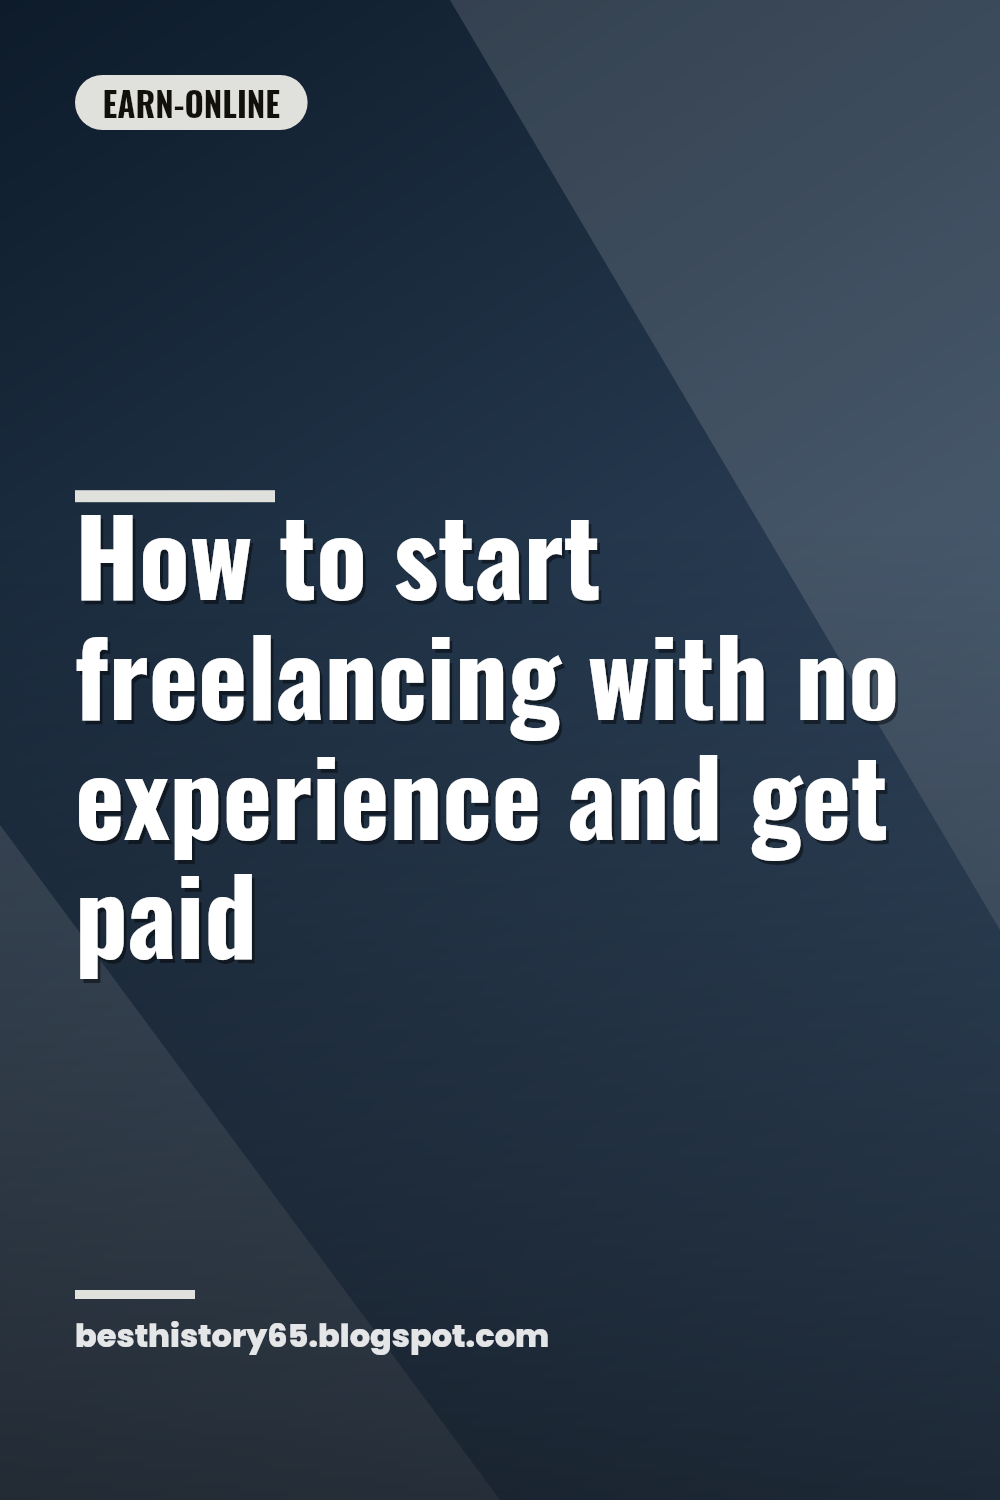 EARN-ONLINE
How to start
freelancing with no
experience and get
paid
besthistory65.blogspot.com